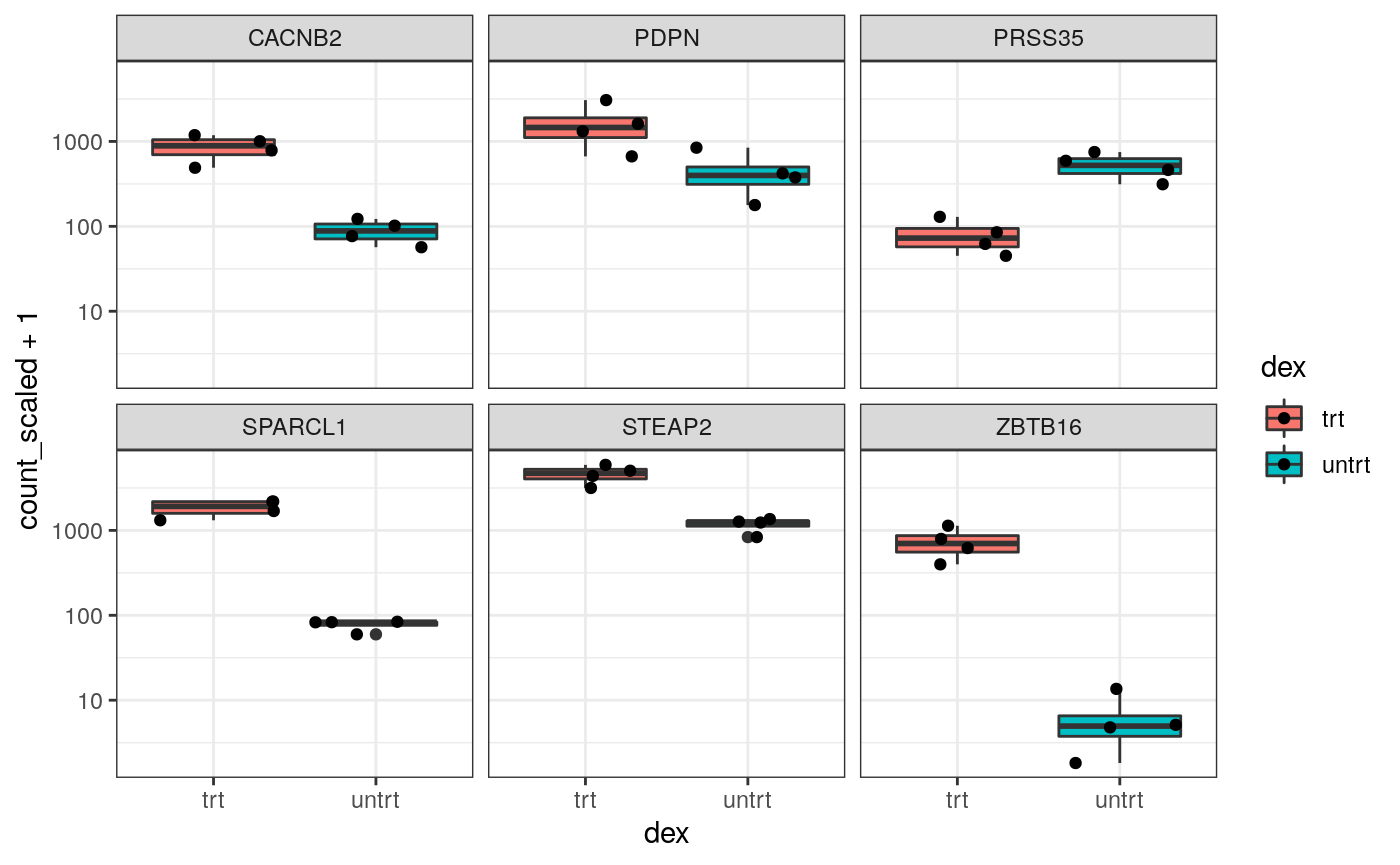 CACNB2 PDPN PRSS35
1000
100
10
count_scaled + 1
dex
trt
untrt
SPARCL1 STEAP2 ZBTB16
1000
100
10
trt untrt trt untrt trt untrt
dex